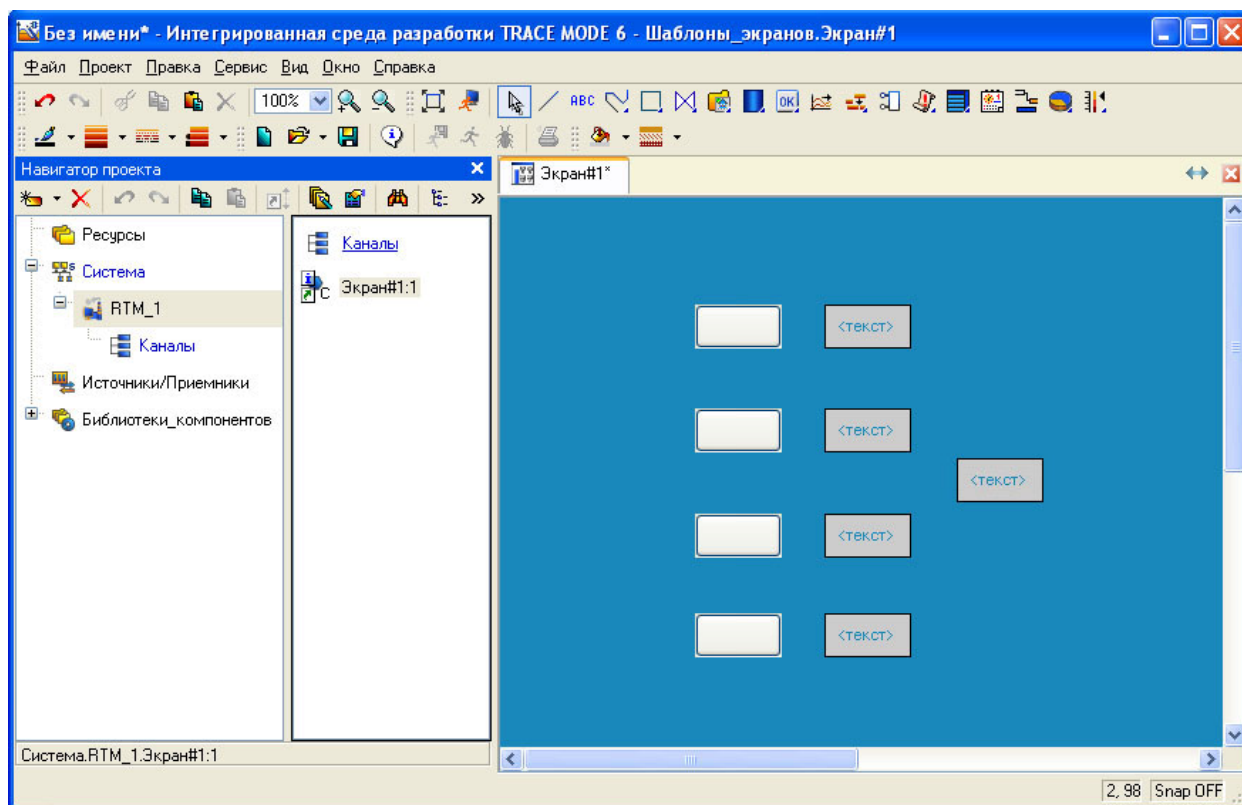 Без имени* - Интегрированная среда разработки TRACE MODE 6 - Шаблоны_экранов.Экран#1
Файл Проект Правка Сервис Вид Окно Справка
100%
ABC
OK
Навигатор проекта
Экран#1*
Ресурсы
Каналы
Система
Экран#1:1
RTM_1
Каналы
Источники/Приемники
Библиотеки_компонентов
<текст>
<текст>
<текст>
<текст>
<текст>
Система.RTM_1.Экран#1:1
2, 98 Snap OFF